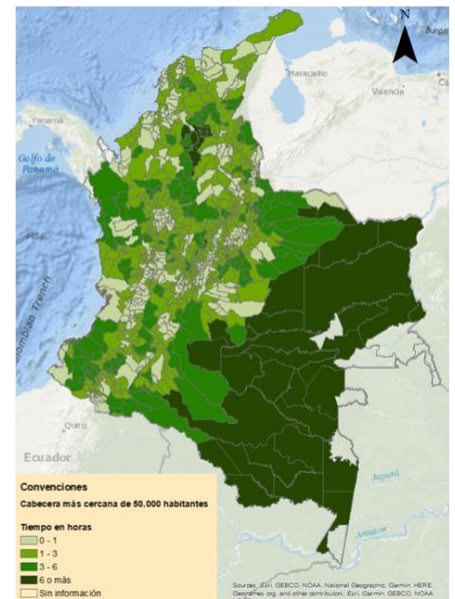 N
Maracaibo
Valencia
Panamá
Golfo de
Panamá
Quito
Ecuador
Japurá
Amazon
Convenciones
Cabecera más cercana de 50.000 habitantes
Tiempo en horas
0 - 1
1 - 3
3 - 6
6 o más
Sin información
Sources: Esri, GEBCO, NOAA, National Geographic, Garmin, HERE,
Geonames.org, and other contributors, Esri, Garmin, GEBCO, NOAA